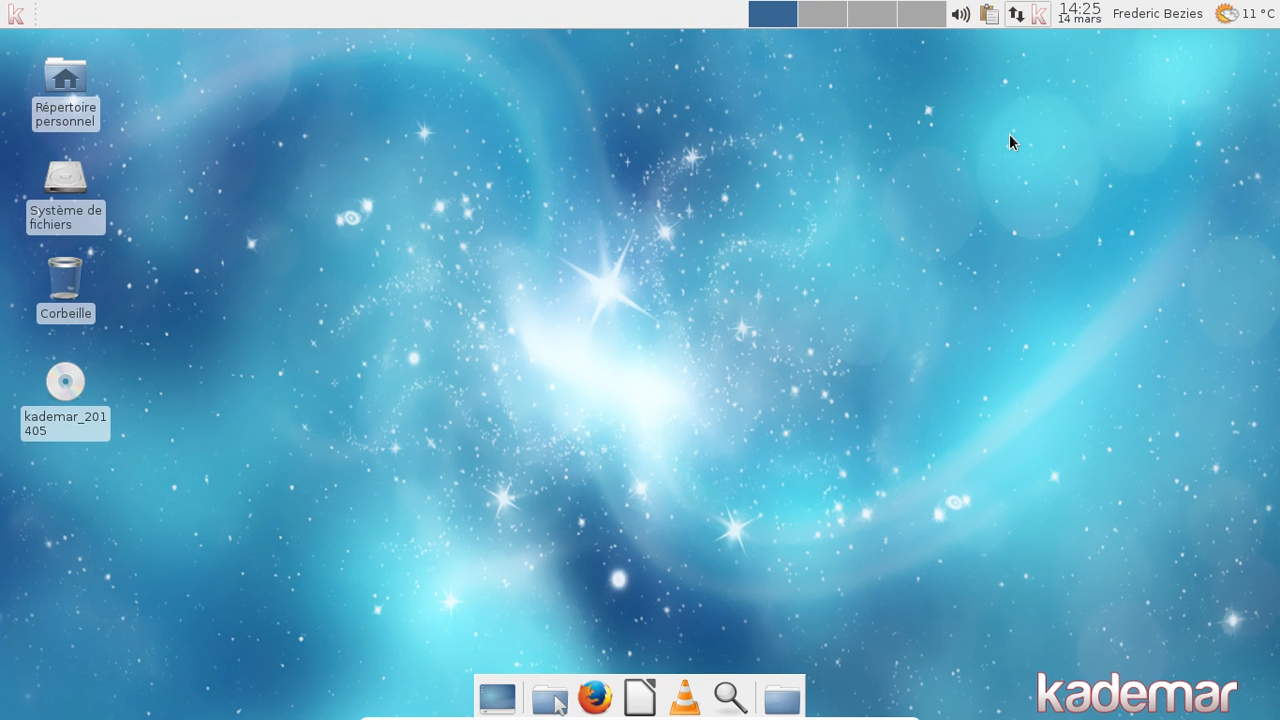 14:25
14 mars
Frederic Bezies
11 °C
Répertoire
personnel
Système de
fichiers
Corbeille
kademar_201
405
kademar